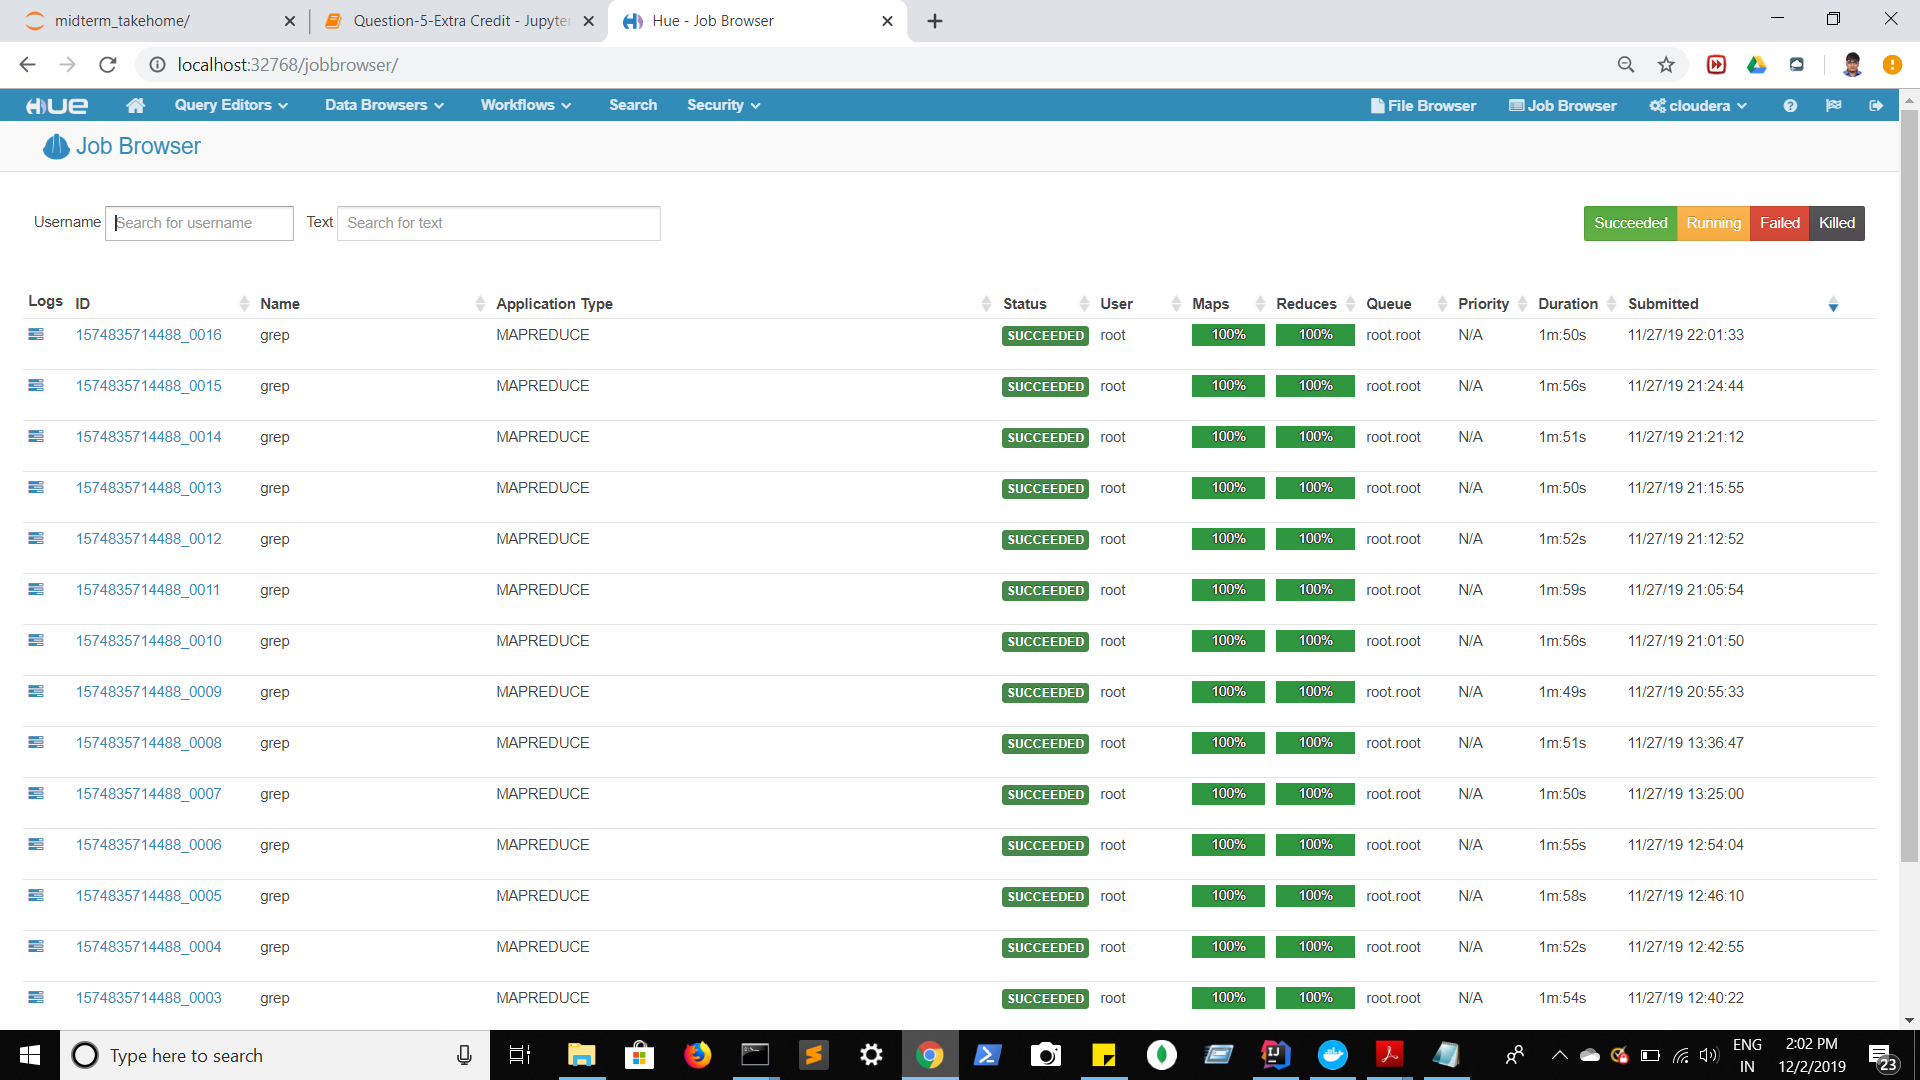 midterm_takehome/
Question-5-Extra Credit - Jupyter
Hue - Job Browser
localhost:32768/jobbrowser/
HUE Query Editors Data Browsers Workflows Search Security File Browser Job Browser cloudera
Job Browser
Username Search for username Text Search for text Succeeded Running Failed Killed
Logs ID Name Application Type Status User Maps Reduces Queue Priority Duration Submitted
1574835714488_0016 grep MAPREDUCE SUCCEEDED root 100% 100% root.root N/A 1m:50s 11/27/19 22:01:33
1574835714488_0015 grep MAPREDUCE SUCCEEDED root 100% 100% root.root N/A 1m:56s 11/27/19 21:24:44
1574835714488_0014 grep MAPREDUCE SUCCEEDED root 100% 100% root.root N/A 1m:51s 11/27/19 21:21:12
1574835714488_0013 grep MAPREDUCE SUCCEEDED root 100% 100% root.root N/A 1m:50s 11/27/19 21:15:55
1574835714488_0012 grep MAPREDUCE SUCCEEDED root 100% 100% root.root N/A 1m:52s 11/27/19 21:12:52
1574835714488_0011 grep MAPREDUCE SUCCEEDED root 100% 100% root.root N/A 1m:59s 11/27/19 21:05:54
1574835714488_0010 grep MAPREDUCE SUCCEEDED root 100% 100% root.root N/A 1m:56s 11/27/19 21:01:50
1574835714488_0009 grep MAPREDUCE SUCCEEDED root 100% 100% root.root N/A 1m:49s 11/27/19 20:55:33
1574835714488_0008 grep MAPREDUCE SUCCEEDED root 100% 100% root.root N/A 1m:51s 11/27/19 13:36:47
1574835714488_0007 grep MAPREDUCE SUCCEEDED root 100% 100% root.root N/A 1m:50s 11/27/19 13:25:00
1574835714488_0006 grep MAPREDUCE SUCCEEDED root 100% 100% root.root N/A 1m:55s 11/27/19 12:54:04
1574835714488_0005 grep MAPREDUCE SUCCEEDED root 100% 100% root.root N/A 1m:58s 11/27/19 12:46:10
1574835714488_0004 grep MAPREDUCE SUCCEEDED root 100% 100% root.root N/A 1m:52s 11/27/19 12:42:55
1574835714488_0003 grep MAPREDUCE SUCCEEDED root 100% 100% root.root N/A 1m:54s 11/27/19 12:40:22
Type here to search
ENG
IN
2:02 PM
12/2/2019
23